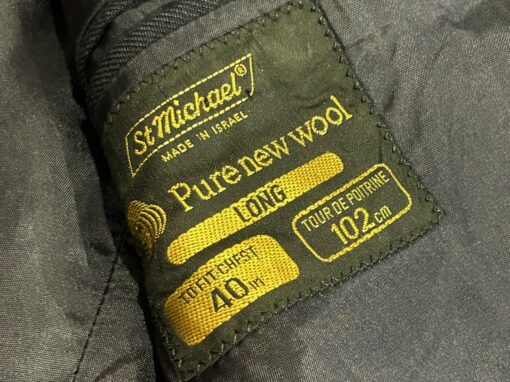 St Michael®
MADE IN ISRAEL
Pure new wool
LONG
TO FIT CHEST
40 in
TOUR DE POITRINE
102 cm